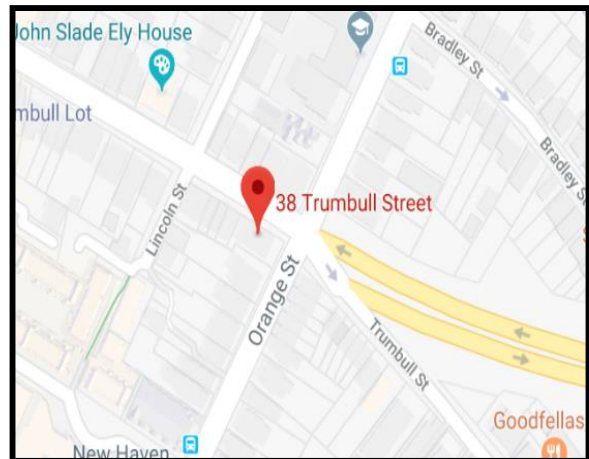 John Slade Ely House
Bradley St
mbull Lot
Bradley St
Lincoln St
38 Trumbull Street
Orange St
Trumbull St
Goodfellas
New Haven